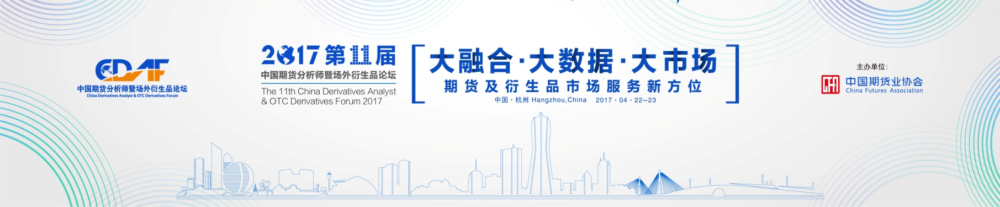 CDAF
中国期货分析师暨场外衍生品论坛
China Derivatives Analyst & OTC Derivatives Forum
2017第11届
中国期货分析师暨场外衍生品论坛
The 11th China Derivatives Analyst
& OTC Derivatives Forum 2017
大融合·大数据·大市场
期货及衍生品市场服务新方位
中国·杭州 Hangzhou,China 2017·04·22—23
主办单位：
中国期货业协会
China Futures Association